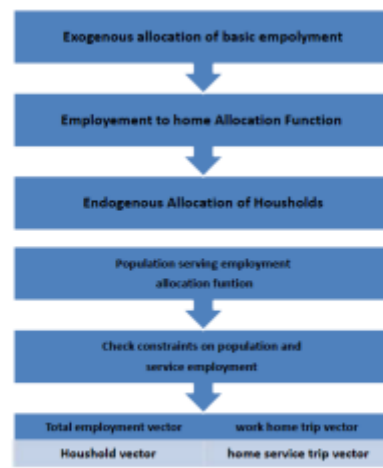 Exogenous allocation of basic empolyment
Employement to home Allocation Function
Endogenous Allocation of Housholds
Population serving employment
allocation funtion
Check constraints on population and
service employment
Total employment vector work home trip vector
Houshold vector home service trip vector